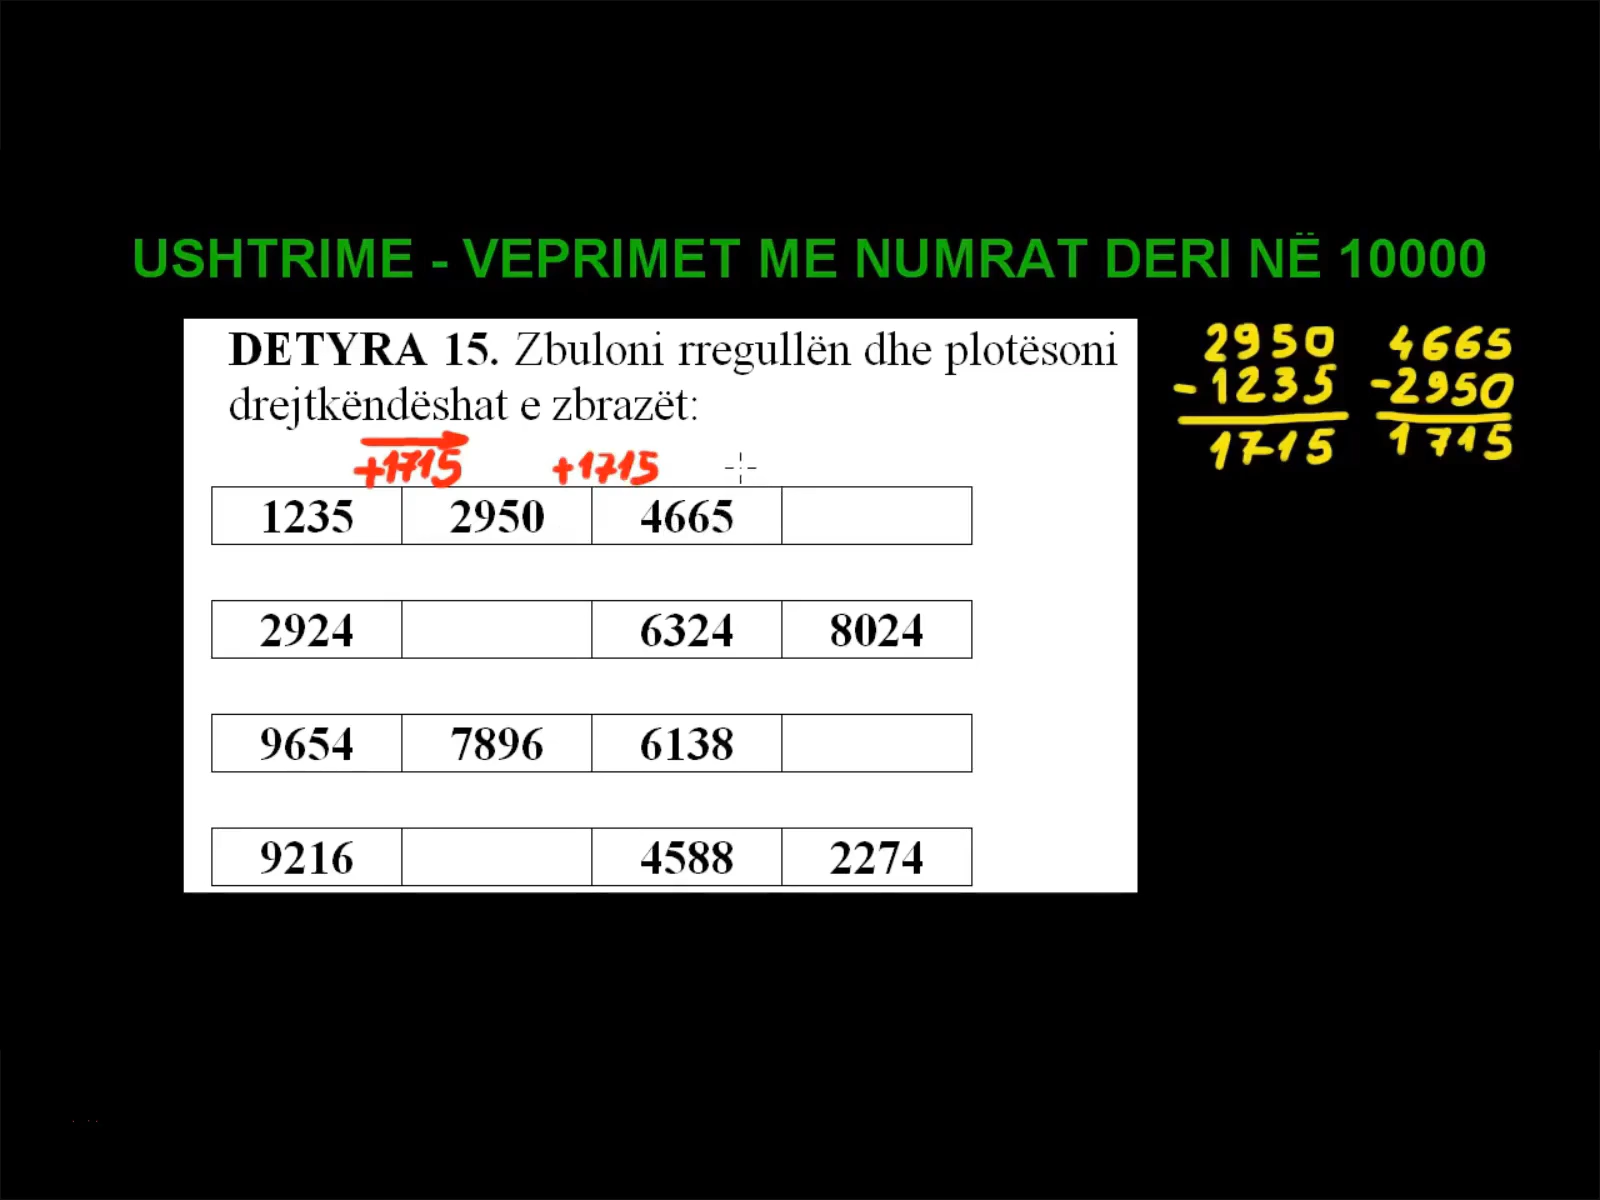 USHTRIME - VEPRIMET ME NUMRAT DERI NË 10000
DETYRA 15. Zbuloni rregullën dhe plotësoni
drejtkëndëshat e zbrazët:
+1715 +1715
1235 2950 4665
2924 6324 8024
9654 7896 6138
9216 4588 2274
2950
-1235
1715
4665
-2950
1715